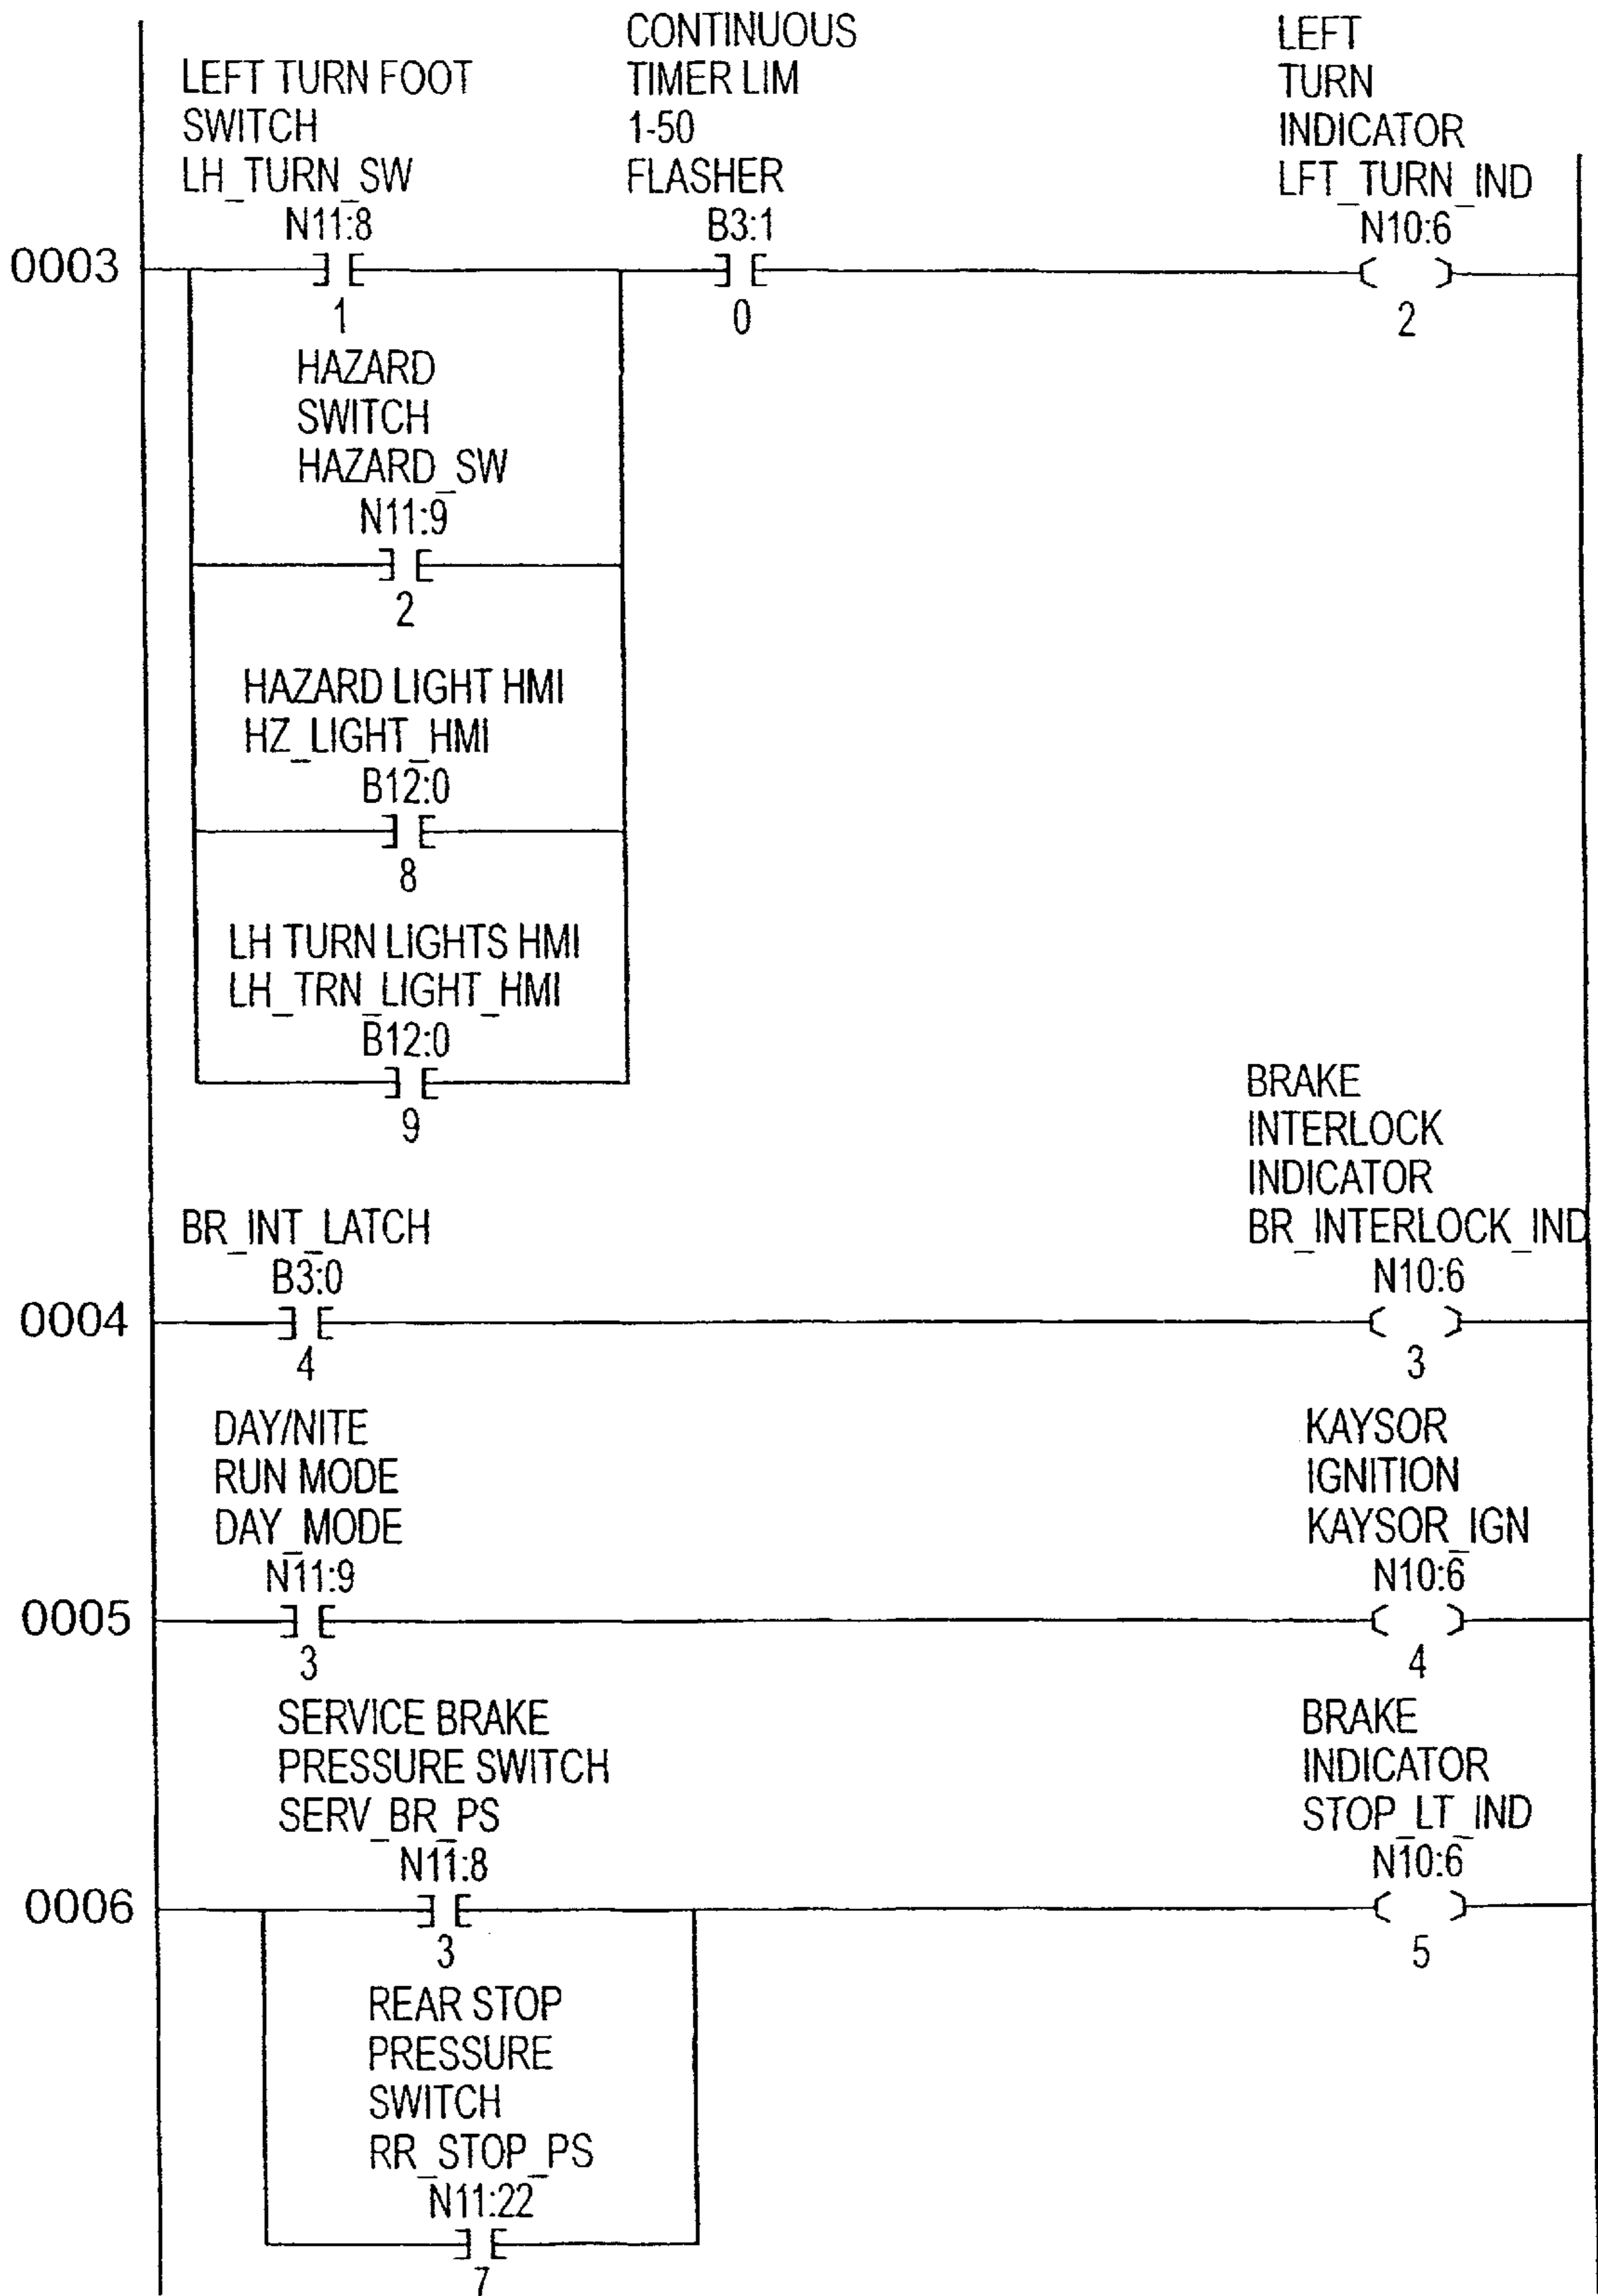 LEFT TURN FOOT
SWITCH
LH_TURN_SW
N11:8
1
CONTINUOUS
TIMER LIM
1-50
FLASHER
B3:1
0
LEFT
TURN
INDICATOR
LFT_TURN_IND
N10:6
2
0003
HAZARD
SWITCH
HAZARD_SW
N11:9
2
HAZARD LIGHT HMI
HZ_LIGHT_HMI
B12:0
8
LH TURN LIGHTS HMI
LH_TRN_LIGHT_HMI
B12:0
9
BR_INT_LATCH
B3:0
4
BRAKE
INTERLOCK
INDICATOR
BR_INTERLOCK_IND
N10:6
3
0004
DAY/NITE
RUN MODE
DAY_MODE
N11:9
3
KAYSOR
IGNITION
KAYSOR_IGN
N10:6
4
0005
SERVICE BRAKE
PRESSURE SWITCH
SERV_BR_PS
N11:8
3
BRAKE
INDICATOR
STOP_LT_IND
N10:6
5
0006
REAR STOP
PRESSURE
SWITCH
RR_STOP_PS
N11:22
7